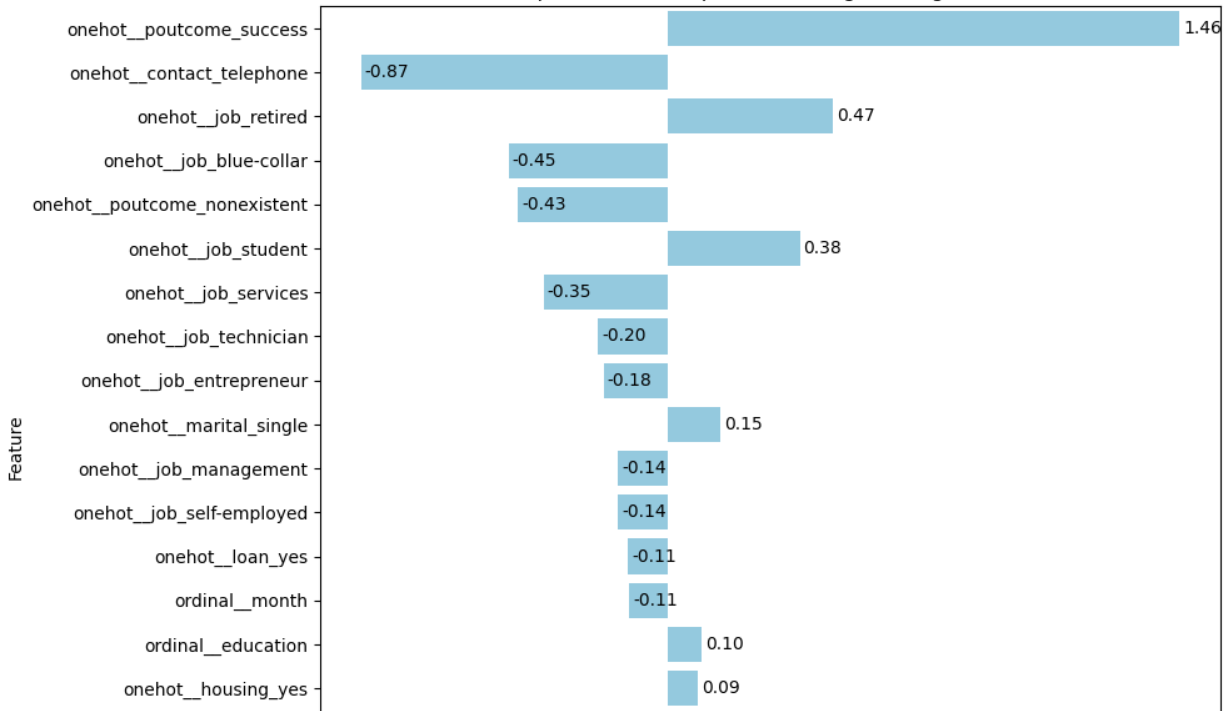 onehot__poutcome_success 1.46
onehot__contact_telephone -0.87
onehot__job_retired 0.47
onehot__job_blue-collar -0.45
onehot__poutcome_nonexistent -0.43
onehot__job_student 0.38
onehot__job_services -0.35
onehot__job_technician -0.20
onehot__job_entrepreneur -0.18
onehot__marital_single 0.15
onehot__job_management -0.14
onehot__job_self-employed -0.14
onehot__loan_yes -0.11
ordinal__month -0.11
ordinal__education 0.10
onehot__housing_yes 0.09
Feature